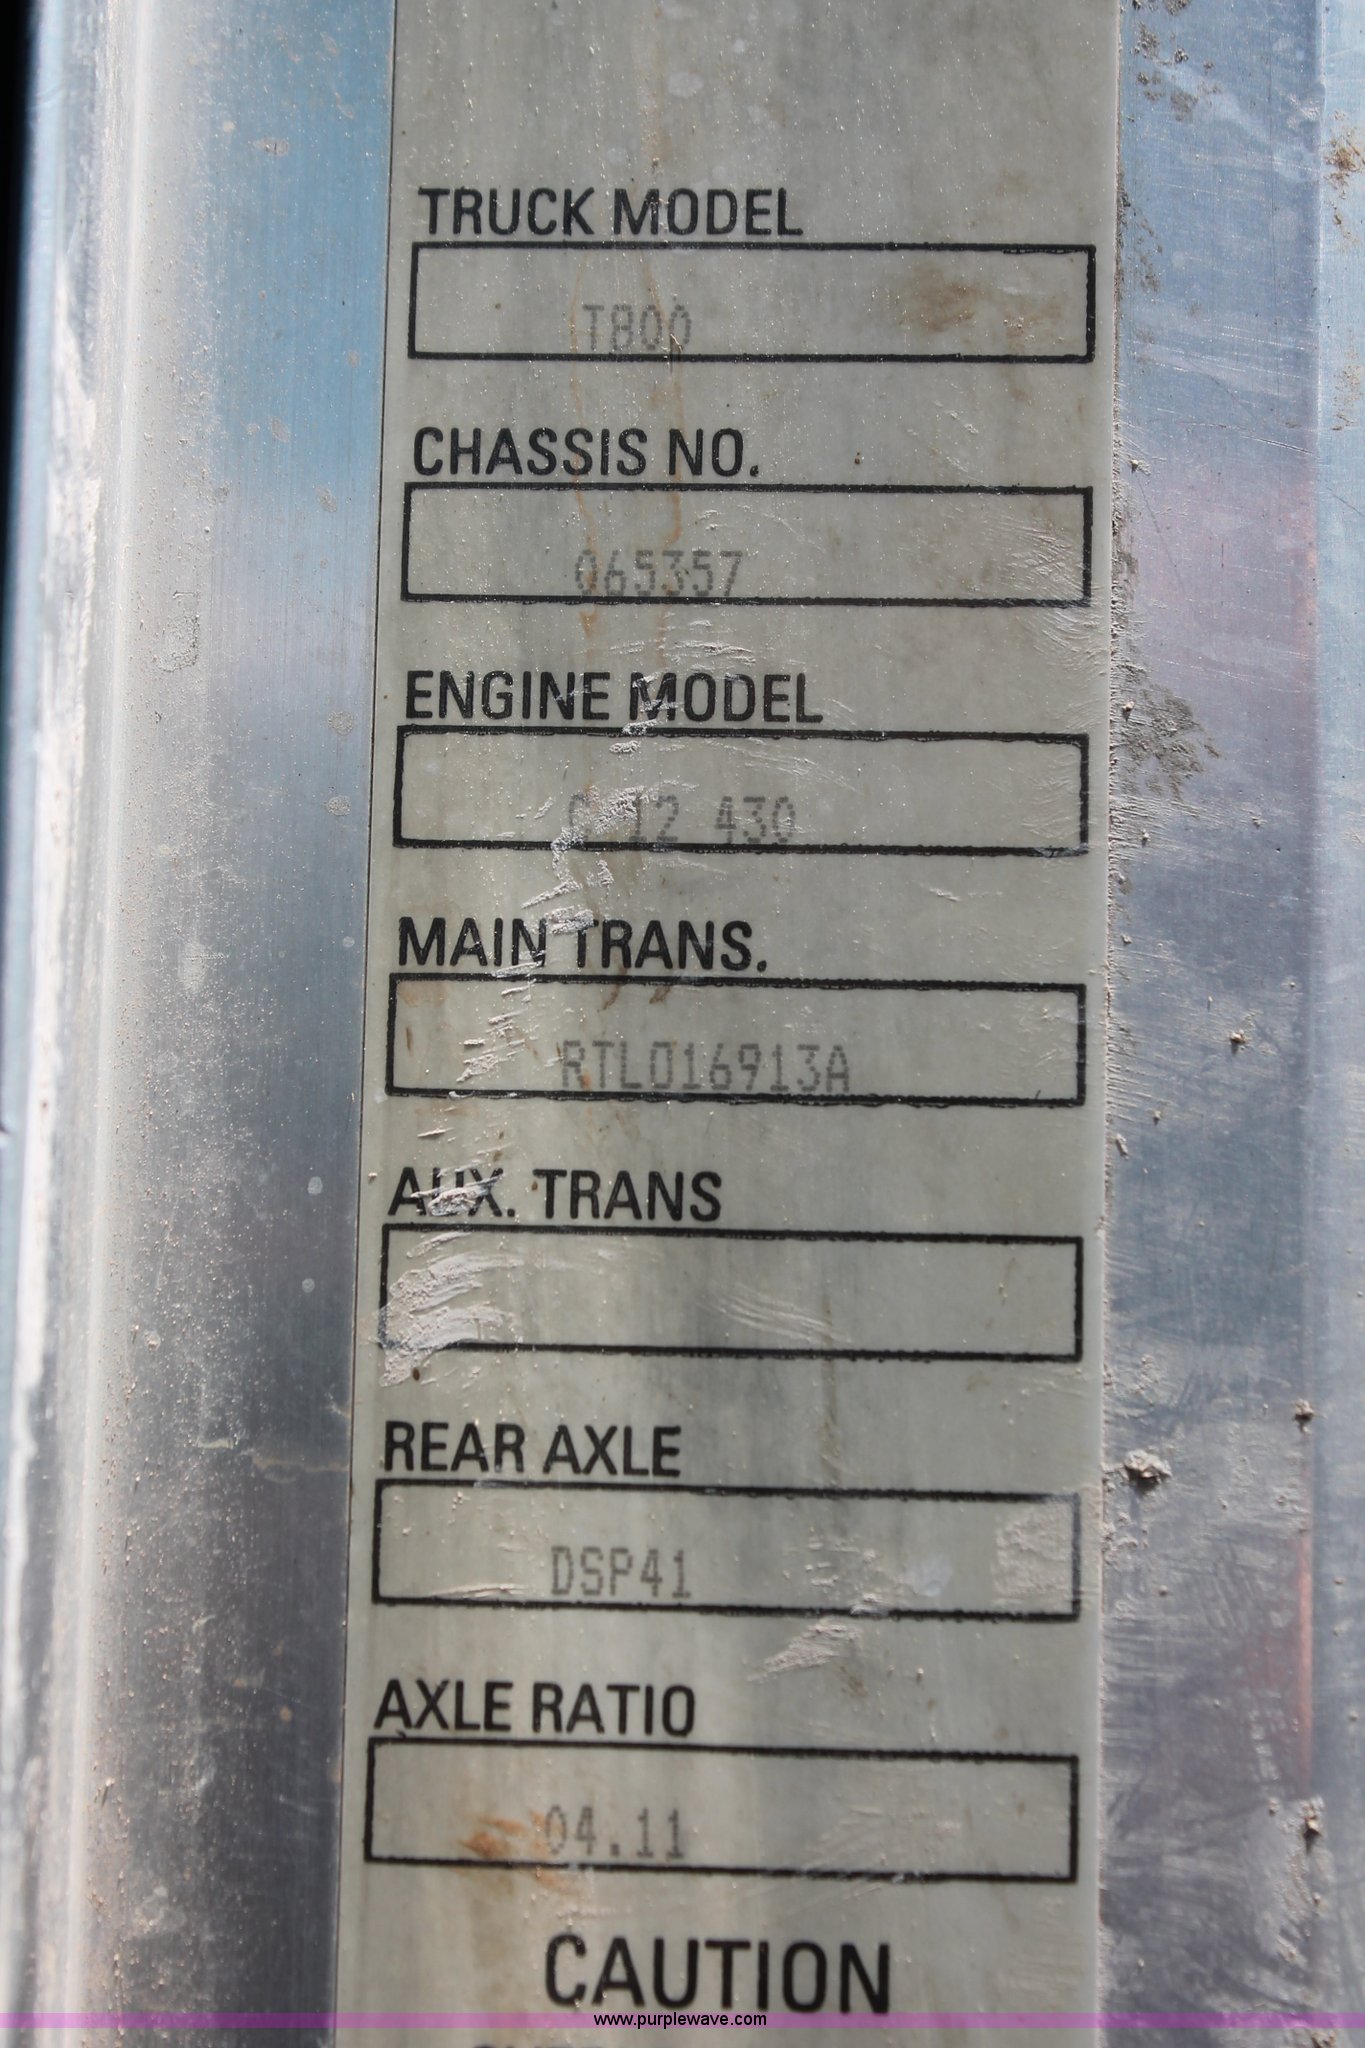 TRUCK MODEL
T800
CHASSIS NO.
065357
ENGINE MODEL
C 12 430
MAIN TRANS.
RTLO16913A
AUX. TRANS
REAR AXLE
DSP41
AXLE RATIO
04.11
CAUTION
www.purplewave.com